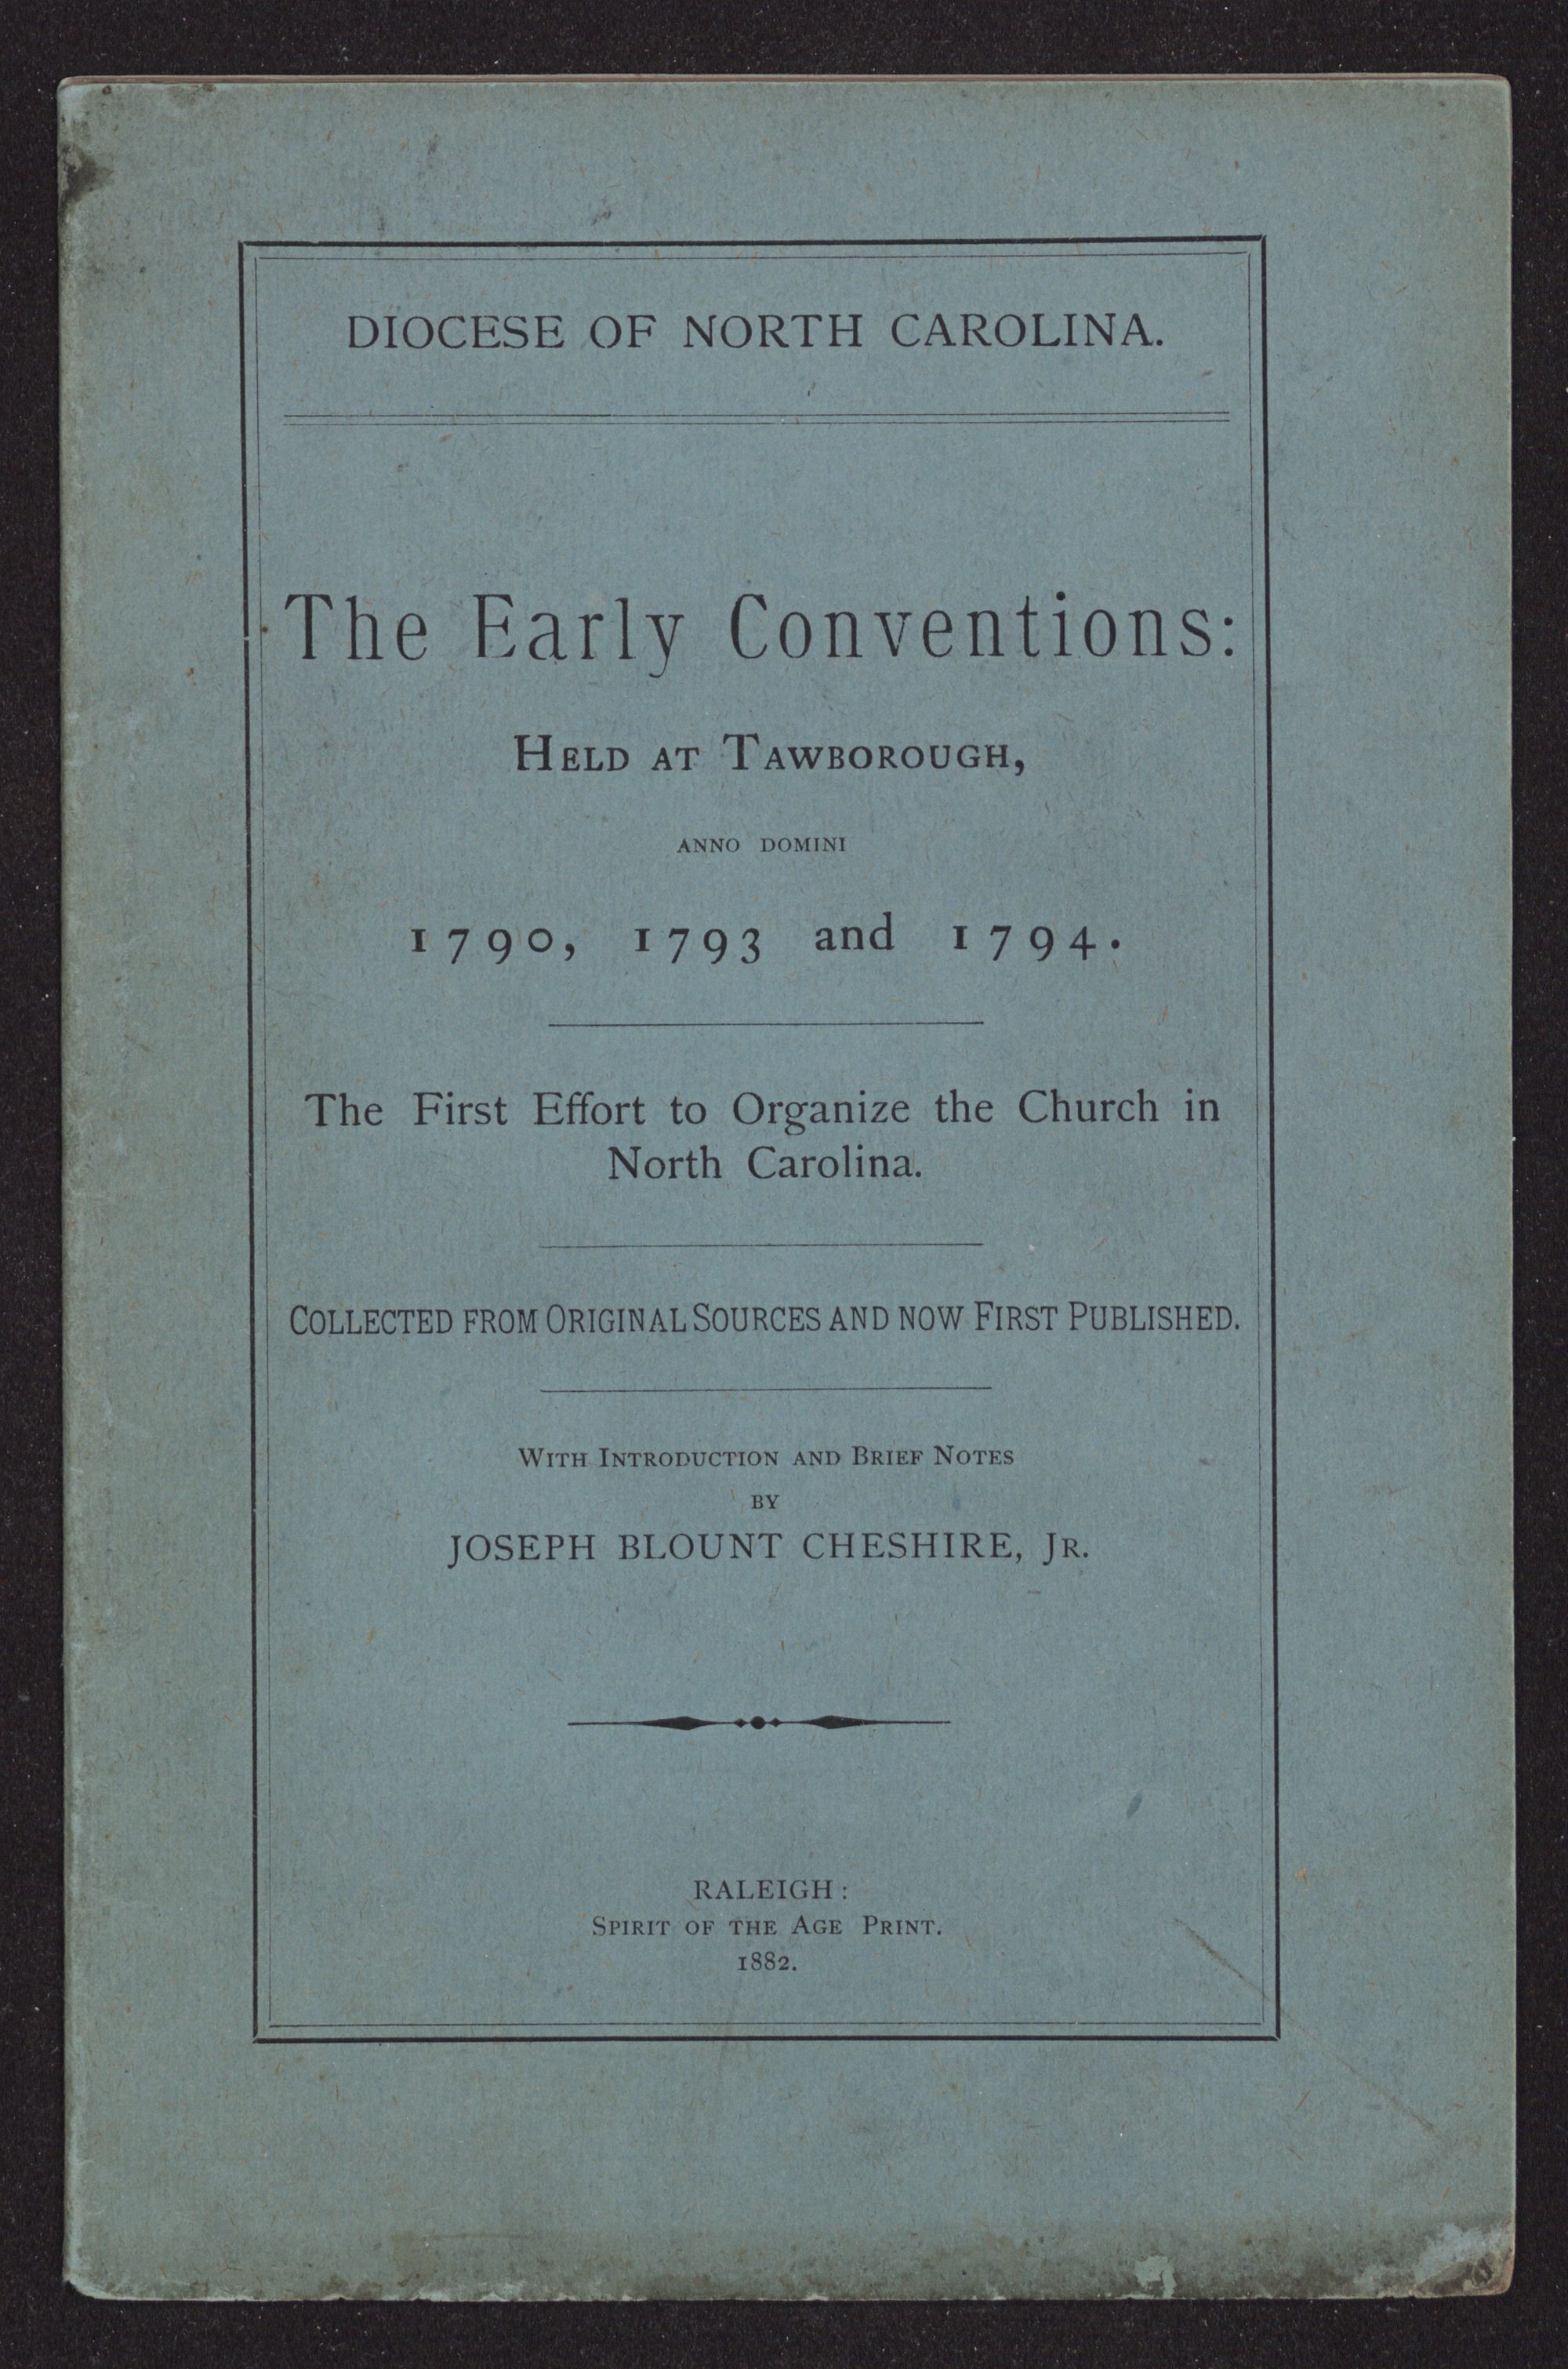 DIOCESE OF NORTH CAROLINA.
The Early Conventions:
HELD AT TAWBOROUGH,
ANNO DOMINI
1790, 1793 and 1794.
The First Effort to Organize the Church in
North Carolina.
COLLECTED FROM ORIGINAL SOURCES AND NOW FIRST PUBLISHED.
WITH INTRODUCTION AND BRIEF NOTES
BY
JOSEPH BLOUNT CHESHIRE, JR.
RALEIGH:
SPIRIT OF THE AGE PRINT.
1882.